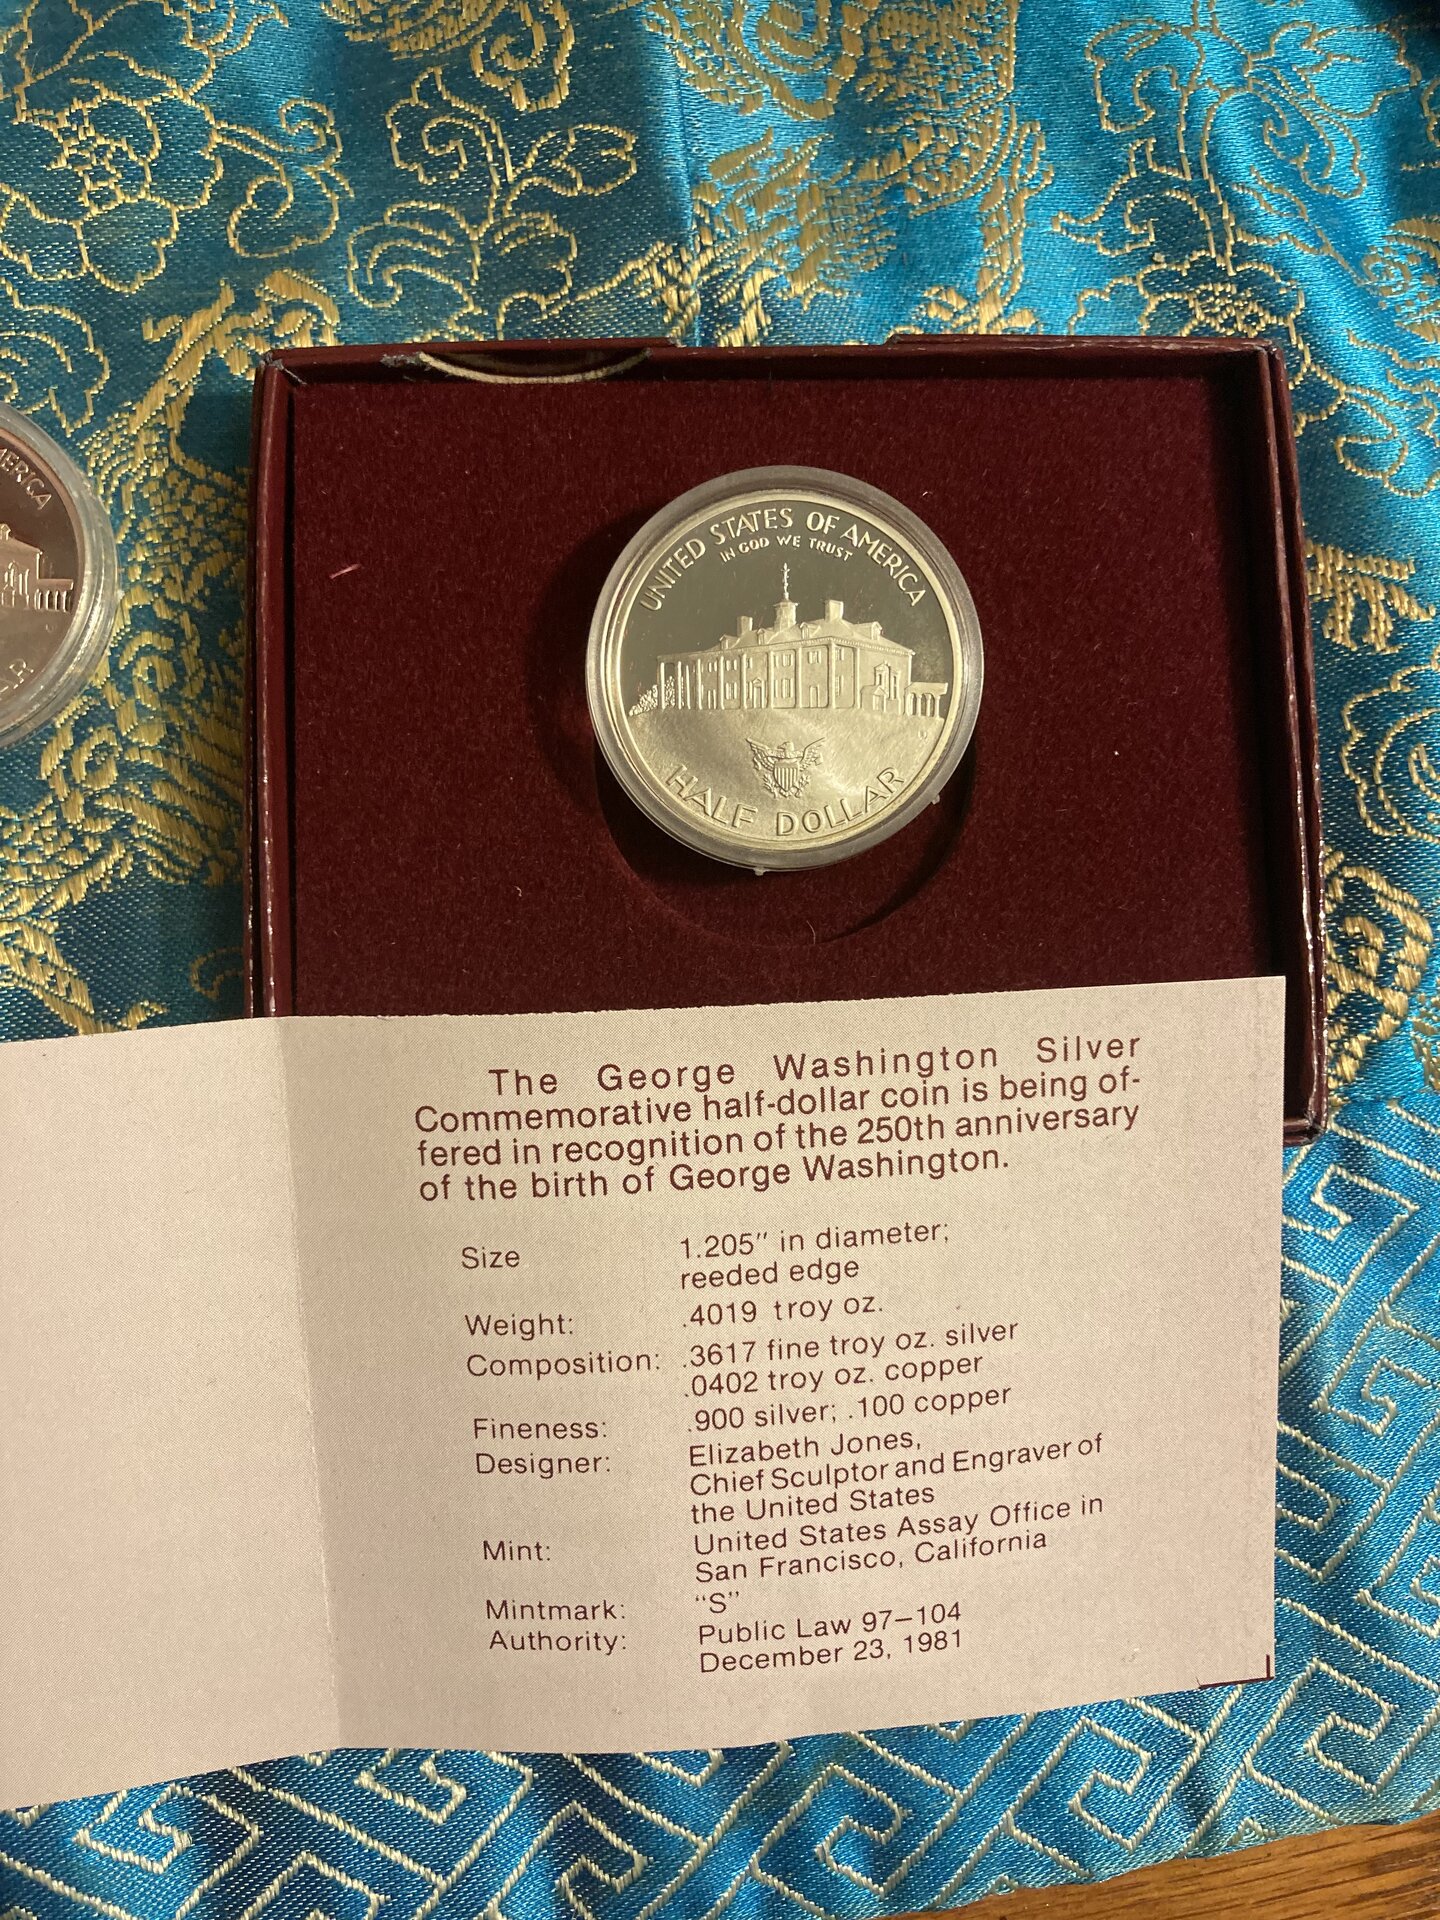 UNITED STATES OF AMERICA
IN GOD WE TRUST
HALF DOLLAR
The George Washington Silver
Commemorative half-dollar coin is being of-
fered in recognition of the 250th anniversary
of the birth of George Washington.
Size 1.205" in diameter;
reeded edge
Weight: .4019 troy oz.
Composition: .3617 fine troy oz. silver
.0402 troy oz. copper
Fineness: .900 silver; .100 copper
Designer: Elizabeth Jones,
Chief Sculptor and Engraver of
the United States
Mint: United States Assay Office in
San Francisco, California
Mintmark: "S"
Authority: Public Law 97–104
December 23, 1981